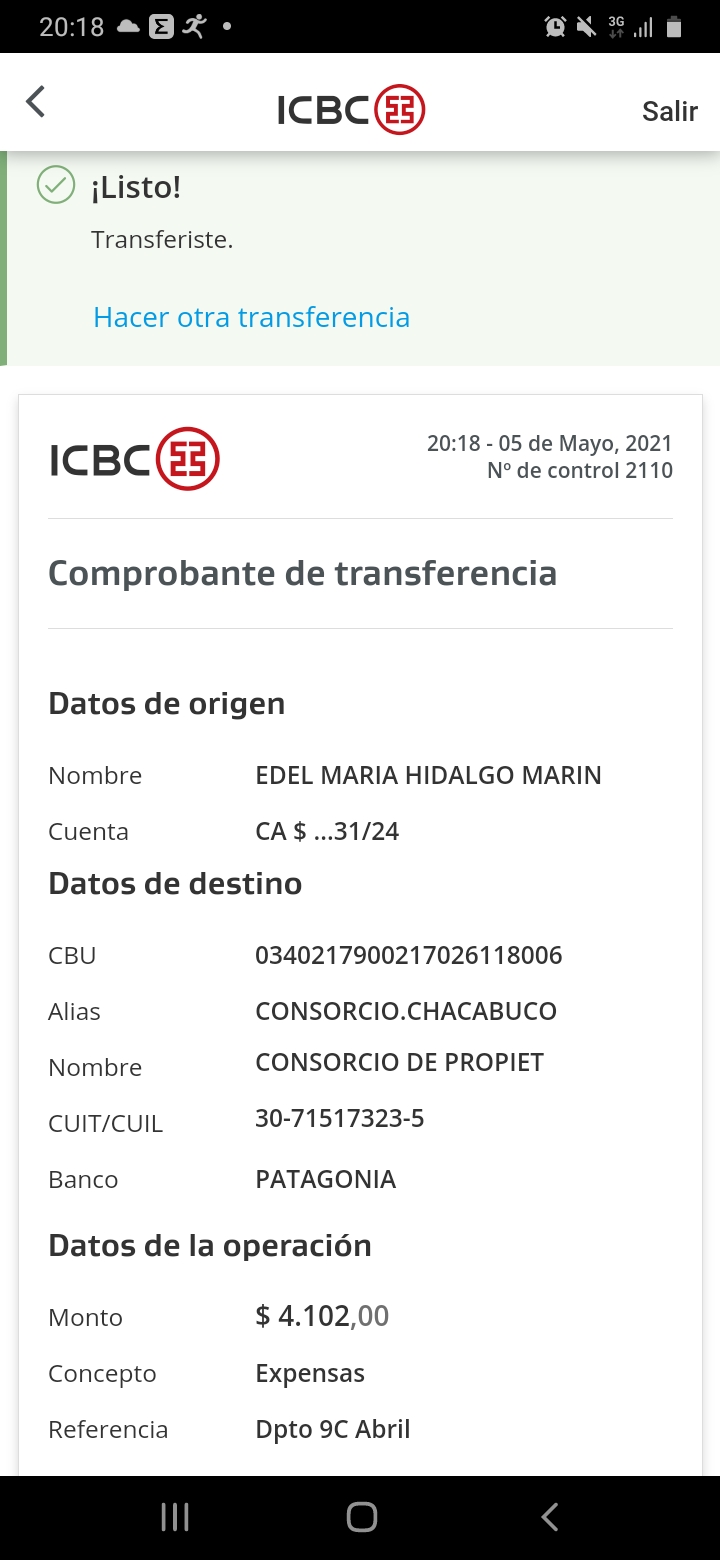 20:18
3G
ICBC
Salir
¡Listo!
Transferiste.
Hacer otra transferencia
ICBC
20:18 - 05 de Mayo, 2021
Nº de control 2110
Comprobante de transferencia
Datos de origen
Nombre EDEL MARIA HIDALGO MARIN
Cuenta CA $ ...31/24
Datos de destino
CBU 0340217900217026118006
Alias CONSORCIO.CHACABUCO
Nombre CONSORCIO DE PROPIET
CUIT/CUIL 30-71517323-5
Banco PATAGONIA
Datos de la operación
Monto $ 4.102,00
Concepto Expensas
Referencia Dpto 9C Abril